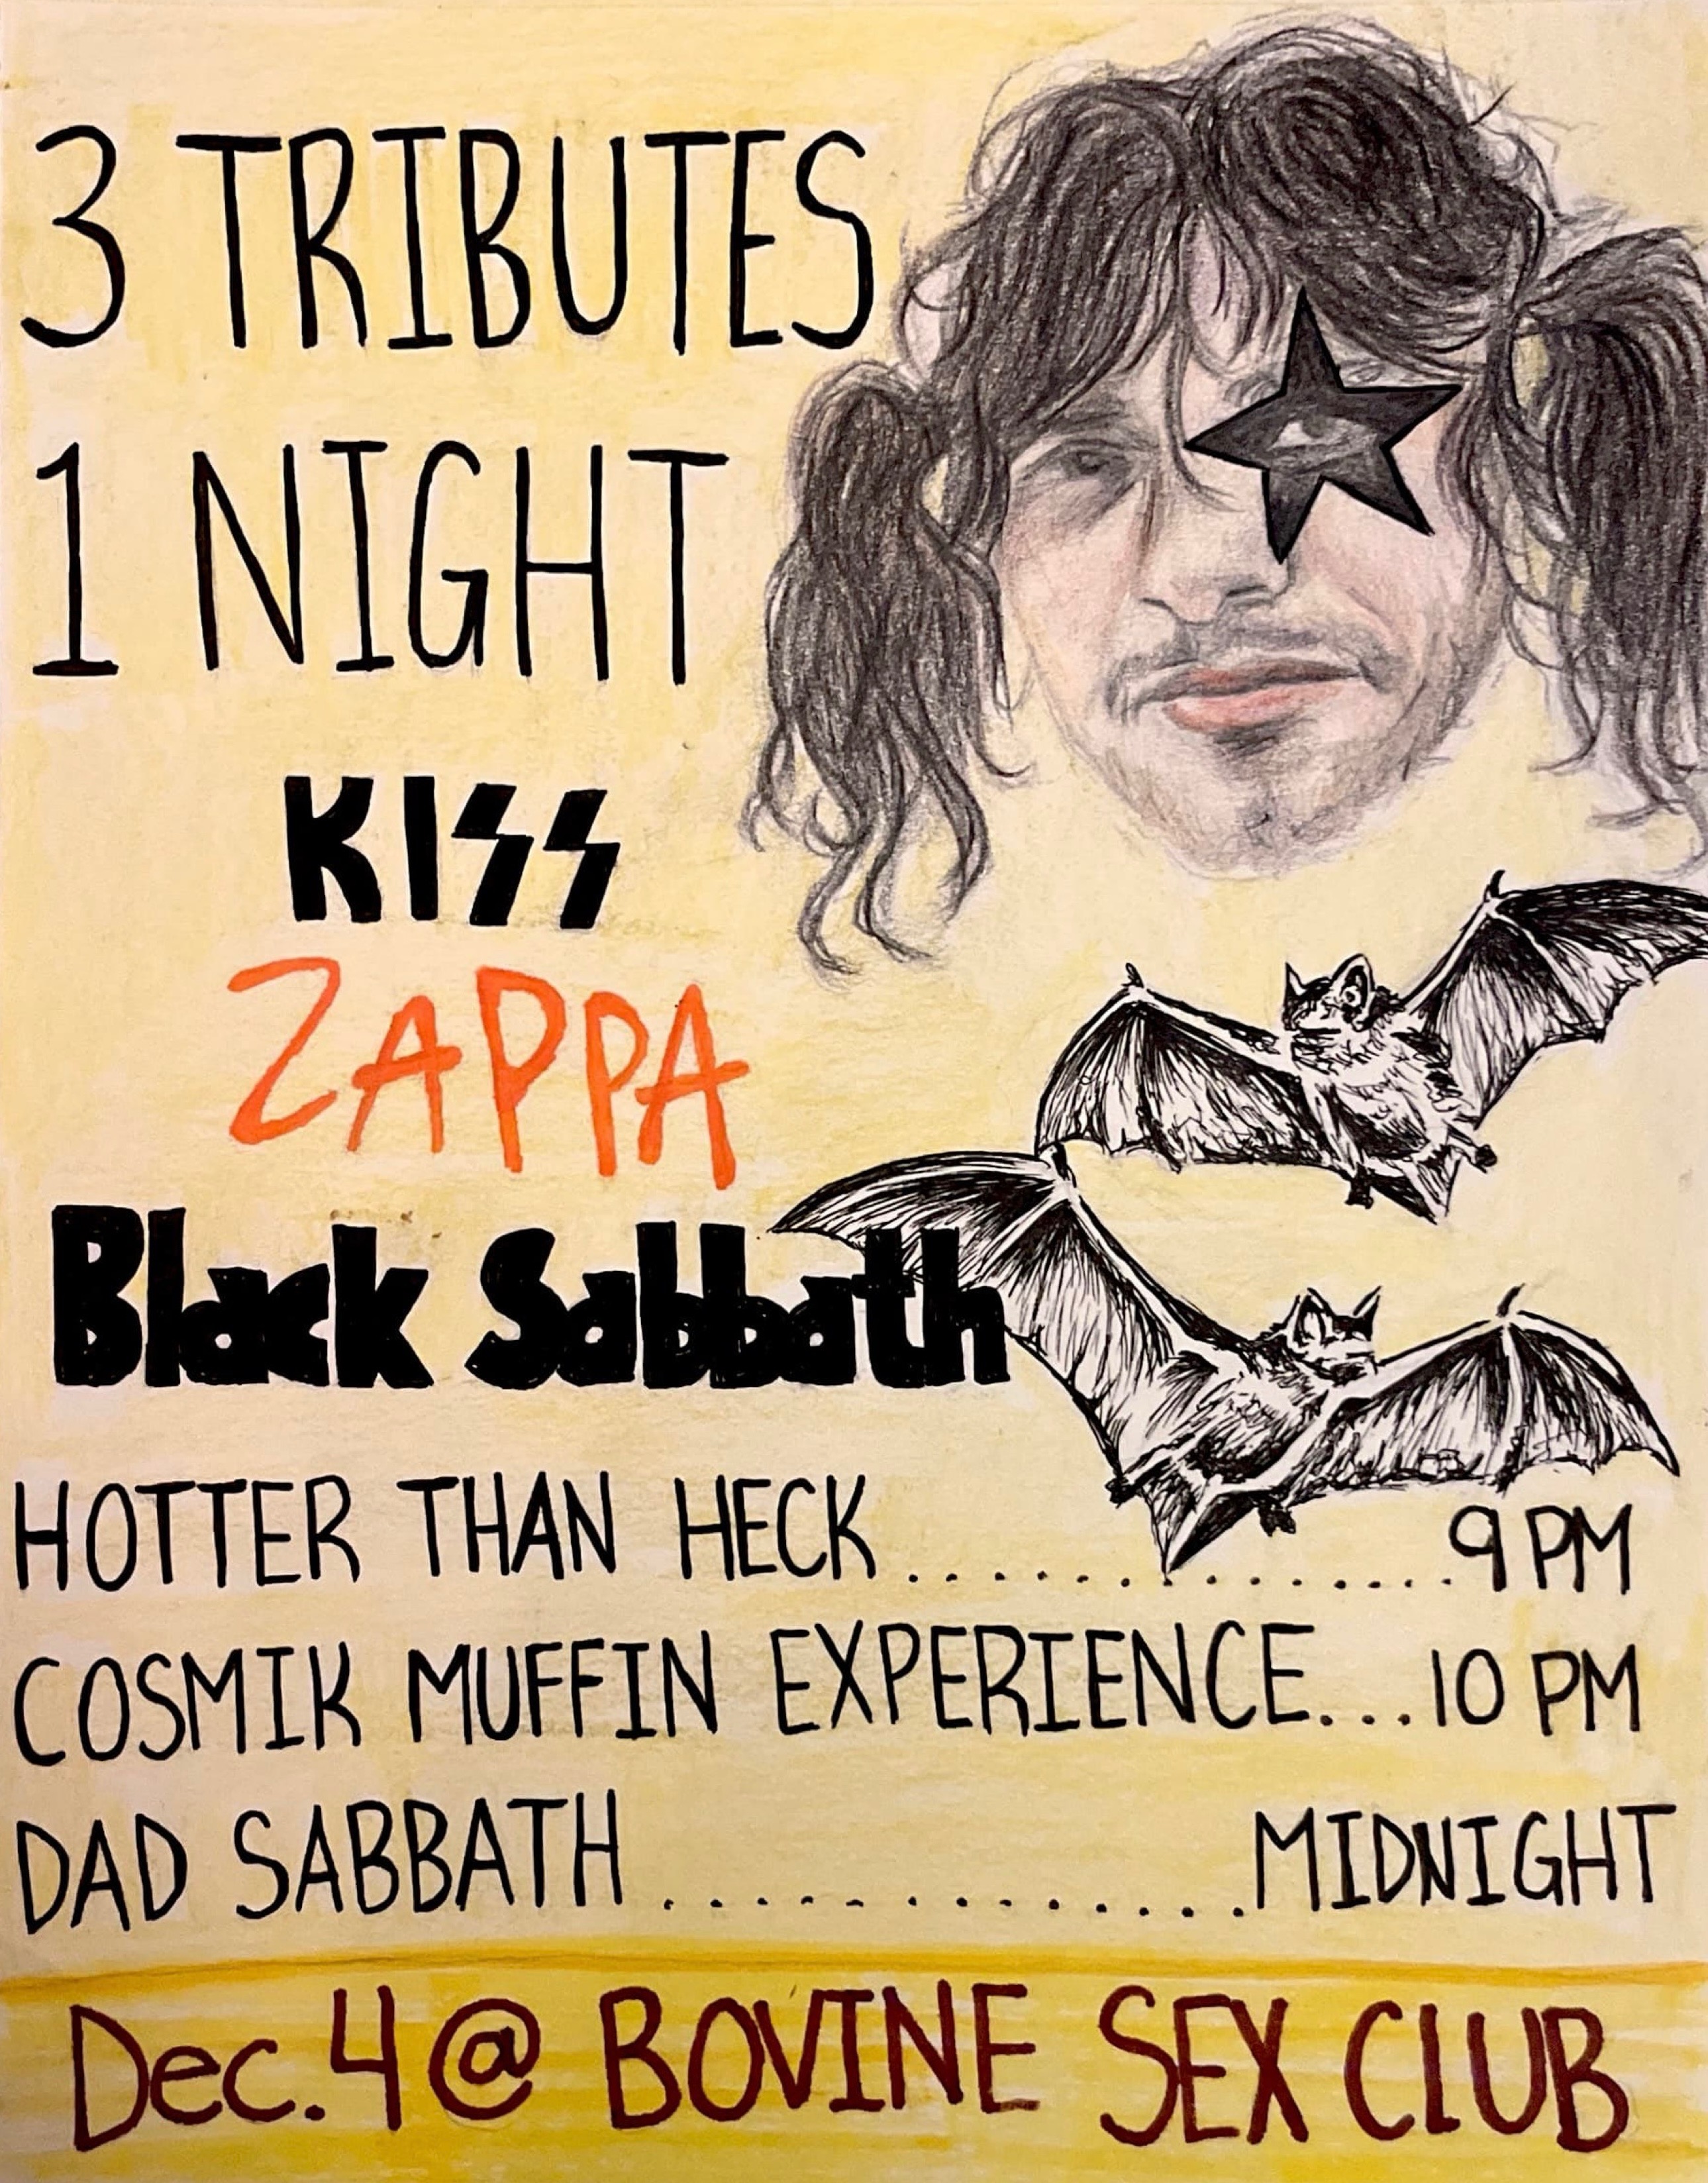 3 TRIBUTES
1 NIGHT
KISS
ZAPPA
Black Sabbath
HOTTER THAN HECK................9 PM
COSMIK MUFFIN EXPERIENCE...10 PM
DAD SABBATH...............MIDNIGHT
Dec. 4 @ BOVINE SEX CLUB